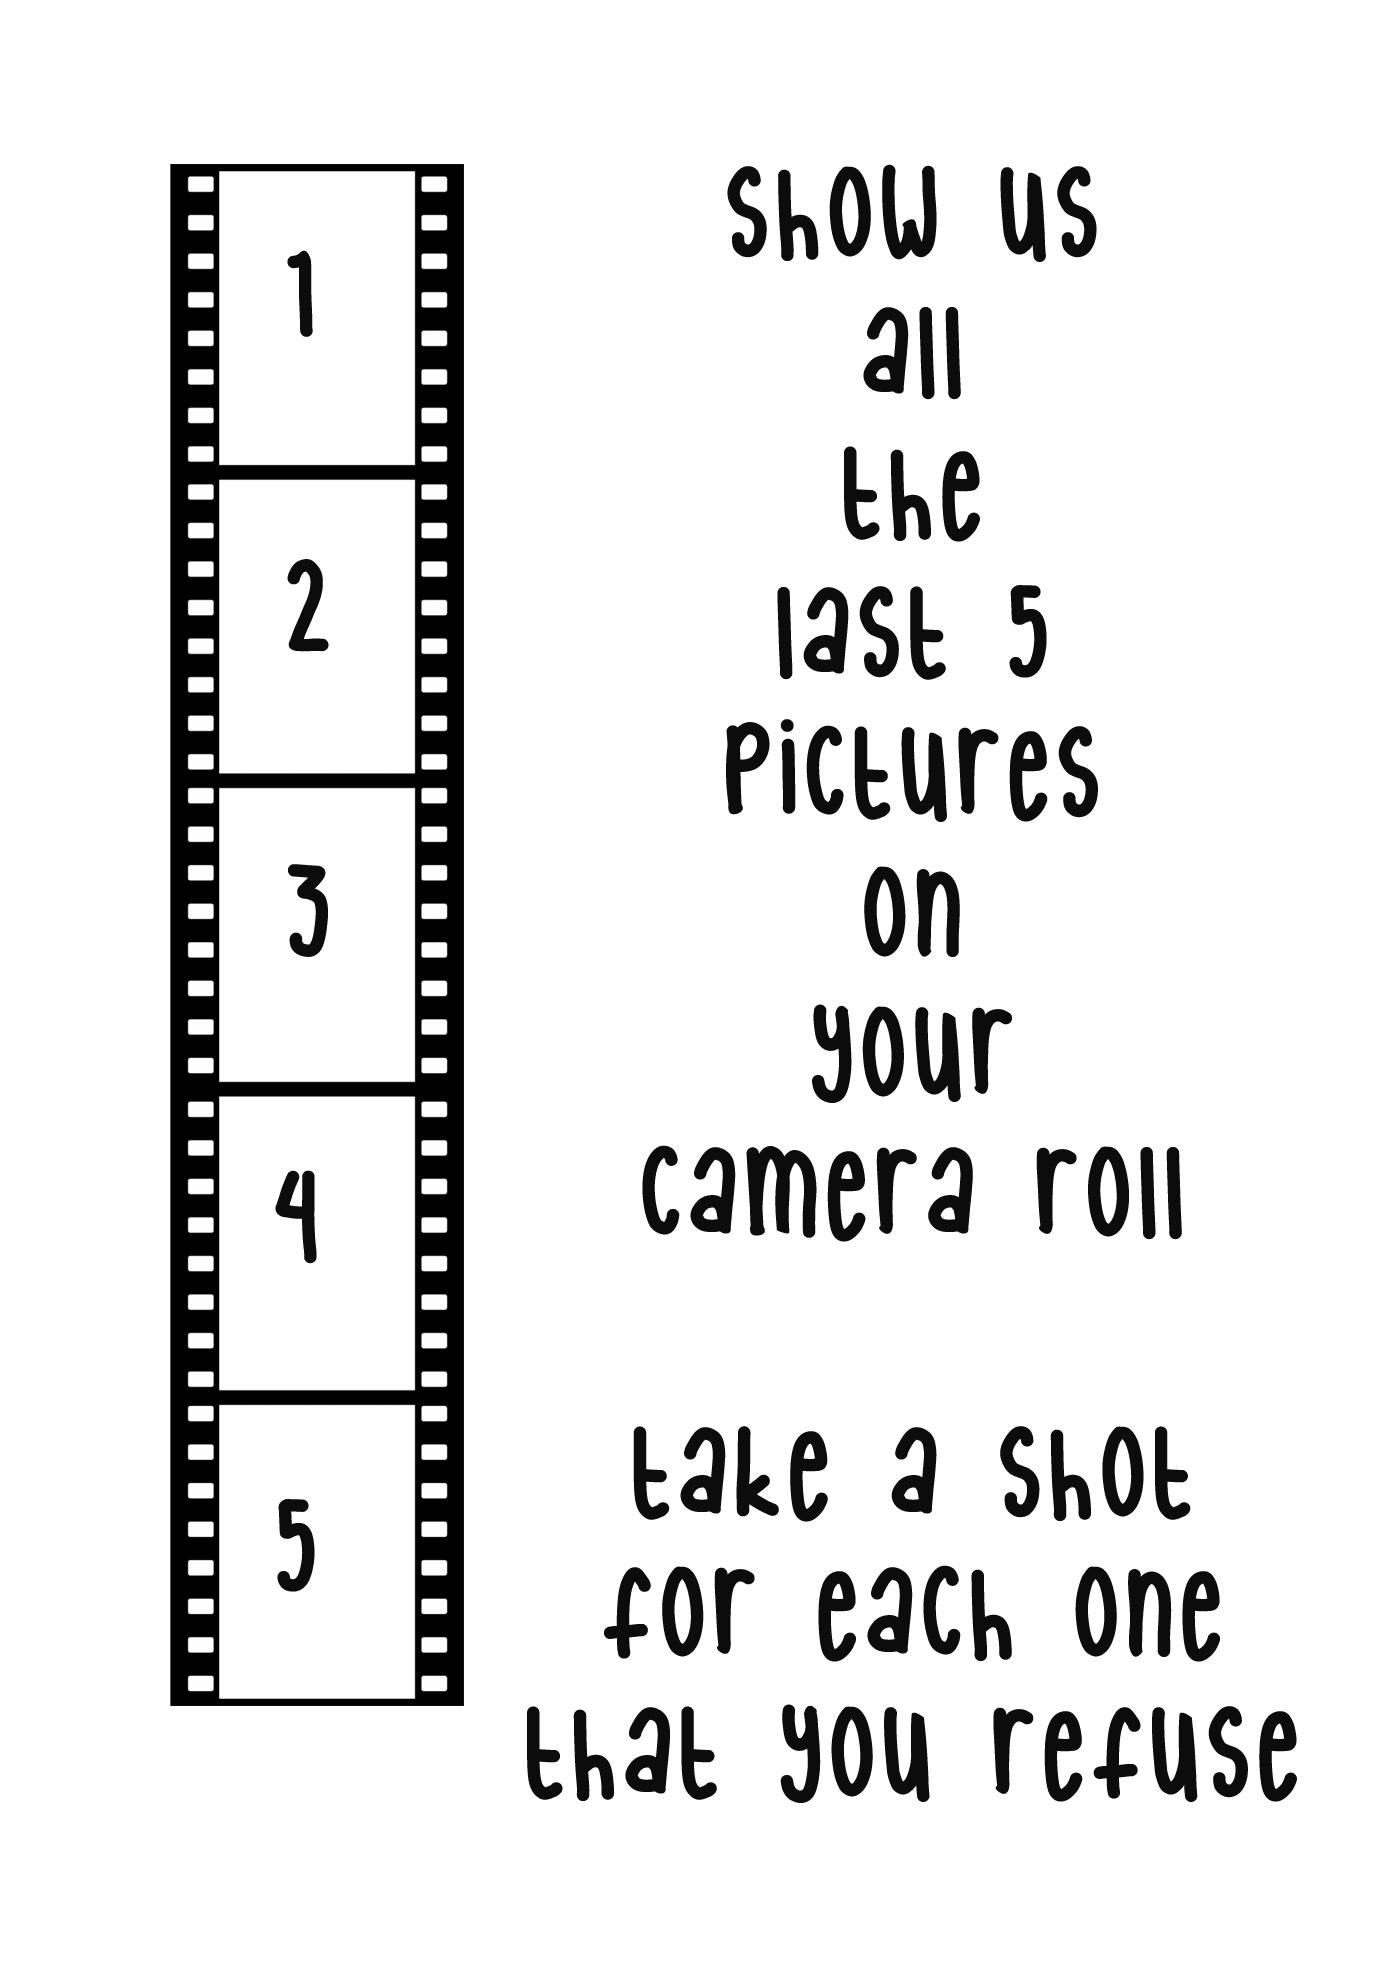 1
2
3
4
5
show us
all
the
last 5
pictures
on
your
camera roll
take a shot
for each one
that you refuse